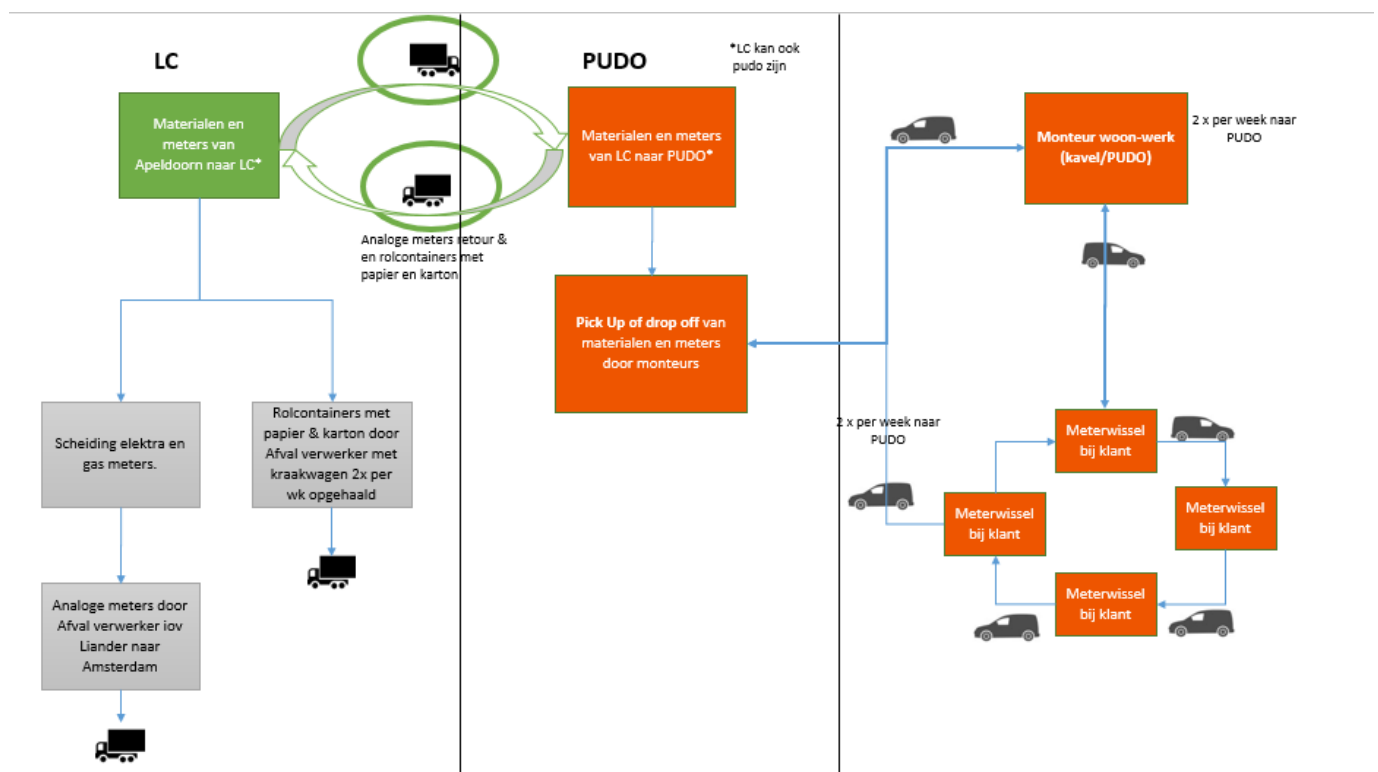 LC
PUDO
*LC kan ook
pudo zijn
Materialen en
meters van
Apeldoorn naar LC*
Materialen en meters
van LC naar PUDO*
Monteur woon-werk
(kavel/PUDO)
2 x per week naar
PUDO
Analoge meters retour &
en rolcontainers met
papier en karton
Pick Up of drop off van
materialen en meters
door monteurs
Scheiding elektra en
gas meters.
Rolcontainers met
papier & karton door
Afval verwerker met
kraakwagen 2x per
wk opgehaald
2 x per week naar
PUDO
Meterwissel
bij klant
Meterwissel
bij klant
Meterwissel
bij klant
Meterwissel
bij klant
Analoge meters door
Afval verwerker iov
Liander naar
Amsterdam